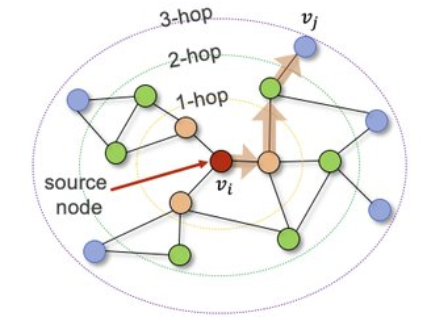 3-hop
v_j
2-hop
1-hop
source
node
v_i